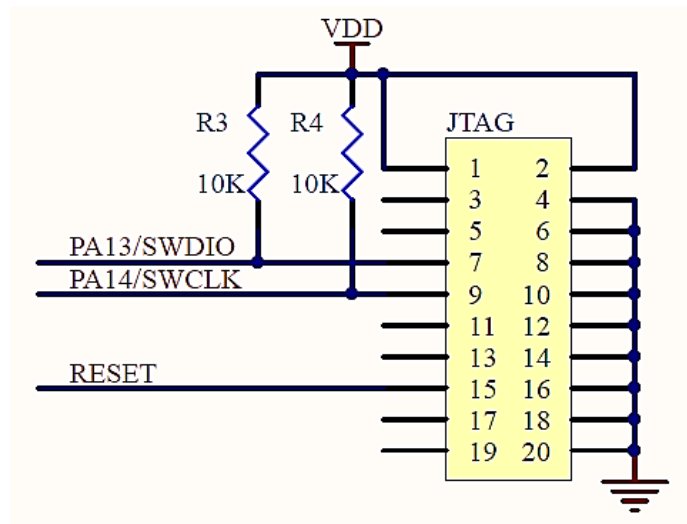 VDD
R3 R4 JTAG
10K 10K
1 2
3 4
5 6
PA13/SWDIO 7 8
PA14/SWCLK 9 10
11 12
13 14
RESET 15 16
17 18
19 20